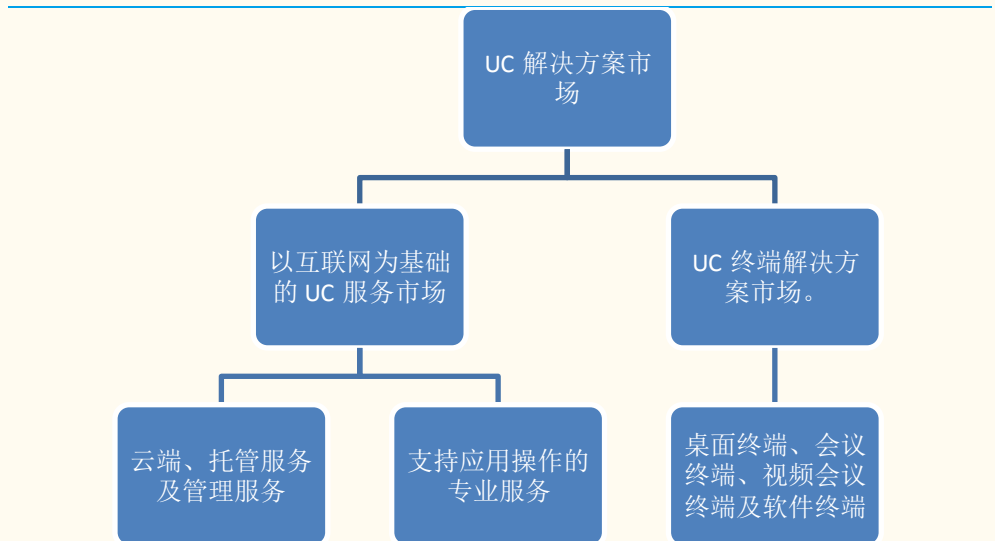 UC 解决方案市
场
以互联网为基础
的 UC 服务市场
UC 终端解决方
案市场。
云端、托管服务
及管理服务
支持应用操作的
专业服务
桌面终端、会议
终端、视频会议
终端及软件终端